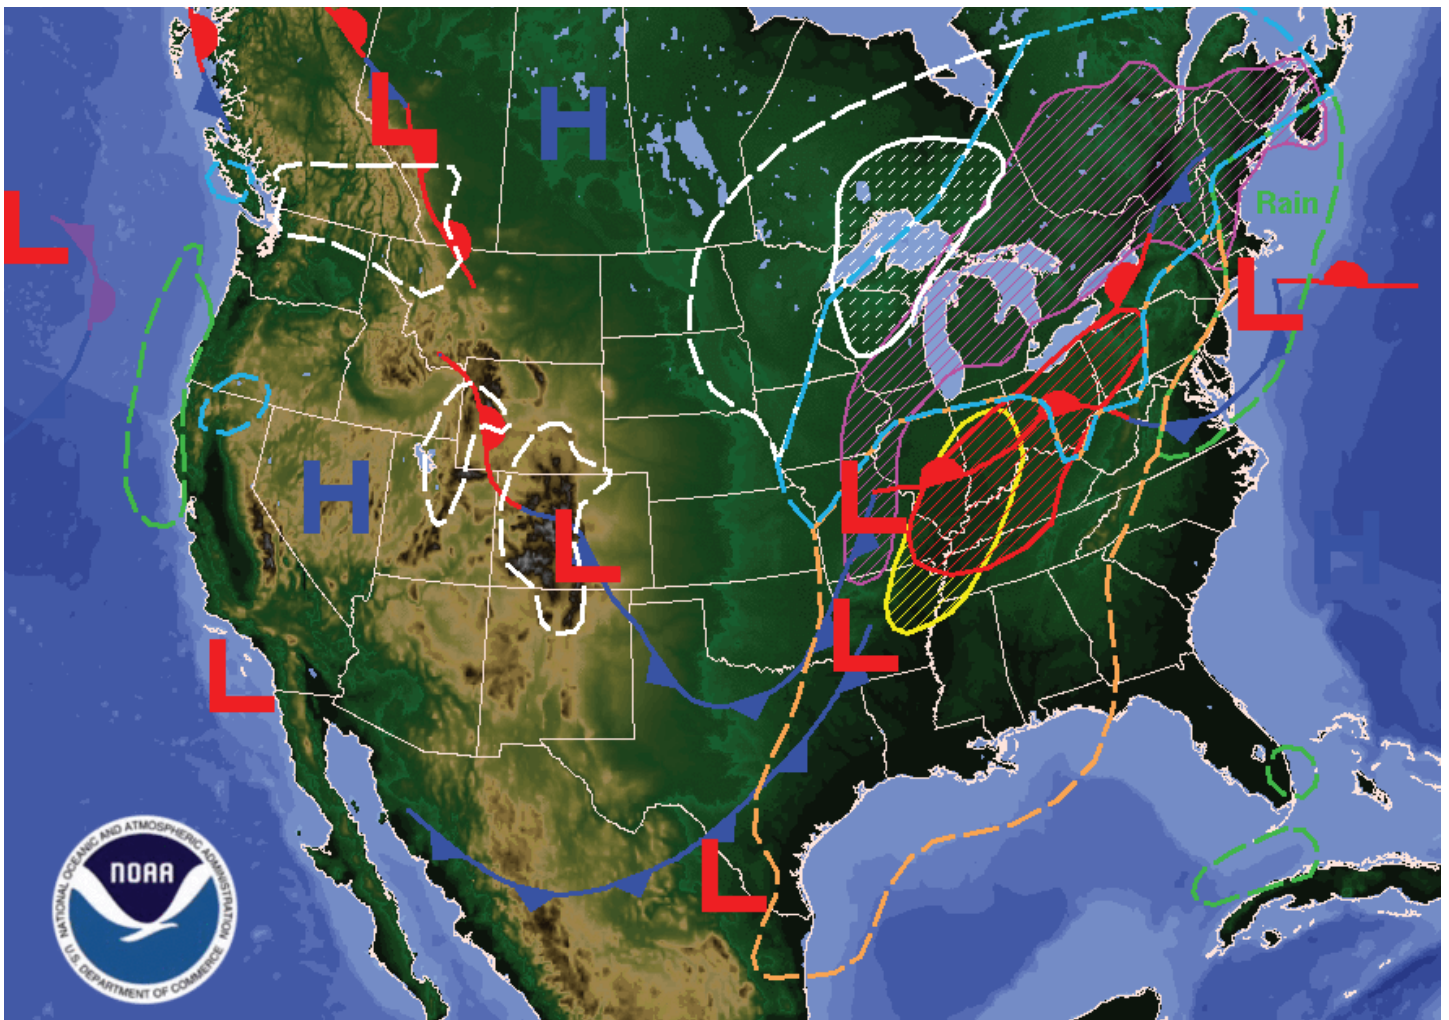 H
L
L
Rain
L
H
L
H
L
L
L
L
NATIONAL OCEANIC AND ATMOSPHERIC ADMINISTRATION
NOAA
U.S. DEPARTMENT OF COMMERCE